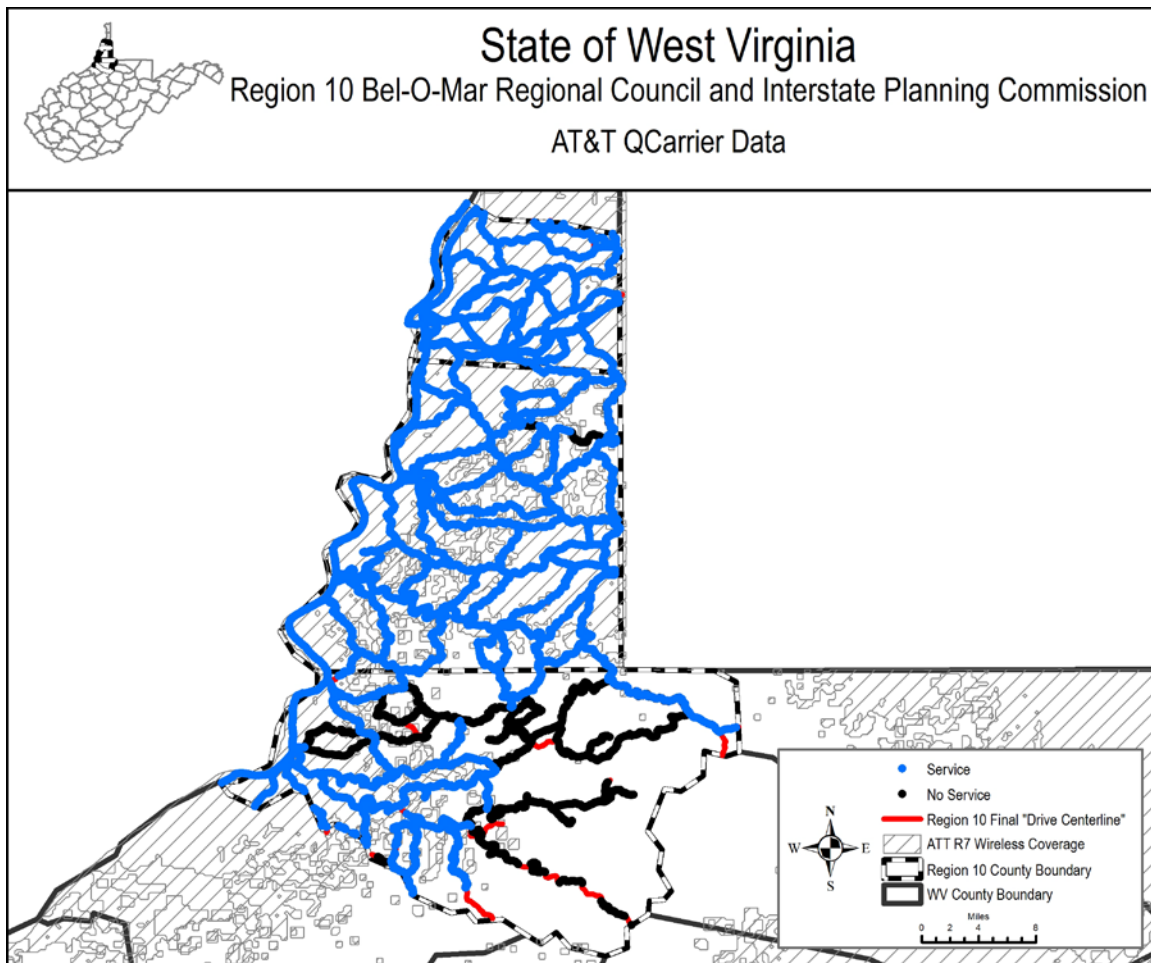 State of West Virginia
Region 10 Bel-O-Mar Regional Council and Interstate Planning Commission
AT&T QCarrier Data
Service
No Service
Region 10 Final "Drive Centerline"
ATT R7 Wireless Coverage
Region 10 County Boundary
WV County Boundary
N
W E
S
Miles
0 2 4 6